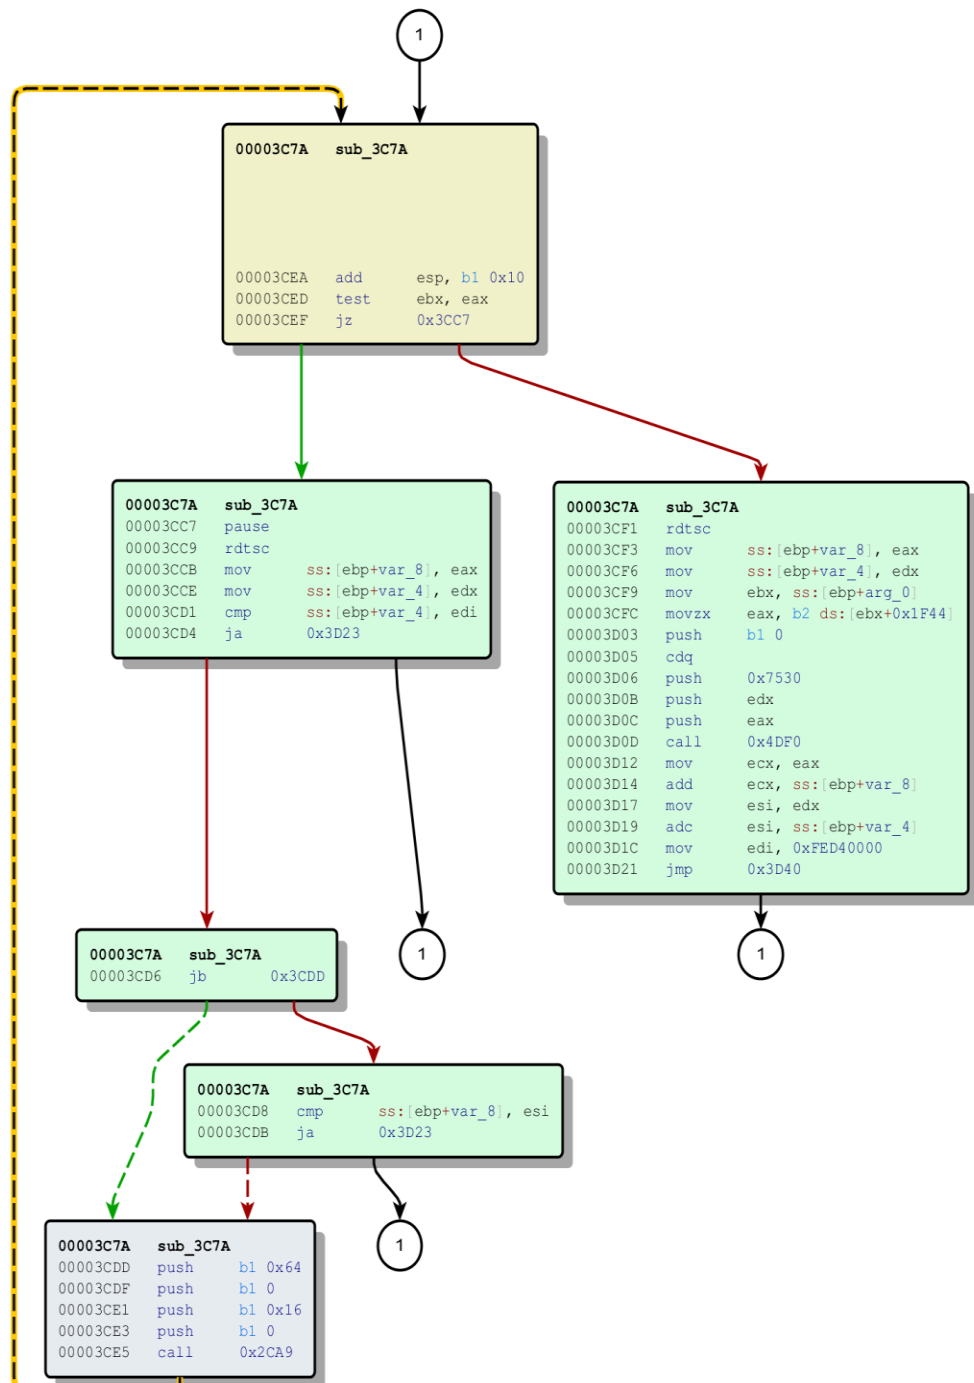 1
00003C7A sub_3C7A
00003CEA add esp, b1 0x10
00003CED test ebx, eax
00003CEF jz 0x3CC7
00003C7A sub_3C7A
00003CC7 pause
00003CC9 rdtsc
00003CCB mov ss:[ebp+var_8], eax
00003CCE mov ss:[ebp+var_4], edx
00003CD1 cmp ss:[ebp+var_4], edi
00003CD4 ja 0x3D23
00003C7A sub_3C7A
00003CF1 rdtsc
00003CF3 mov ss:[ebp+var_8], eax
00003CF6 mov ss:[ebp+var_4], edx
00003CF9 mov ebx, ss:[ebp+arg_0]
00003CFC movzx eax, b2 ds:[ebx+0x1F44]
00003D03 push b1 0
00003D05 cdq
00003D06 push 0x7530
00003D0B push edx
00003D0C push eax
00003D0D call 0x4DF0
00003D12 mov ecx, eax
00003D14 add ecx, ss:[ebp+var_8]
00003D17 mov esi, edx
00003D19 adc esi, ss:[ebp+var_4]
00003D1C mov edi, 0xFED40000
00003D21 jmp 0x3D40
00003C7A sub_3C7A
00003CD6 jb 0x3CDD
1
1
00003C7A sub_3C7A
00003CD8 cmp ss:[ebp+var_8], esi
00003CDB ja 0x3D23
1
00003C7A sub_3C7A
00003CDD push b1 0x64
00003CDF push b1 0
00003CE1 push b1 0x16
00003CE3 push b1 0
00003CE5 call 0x2CA9